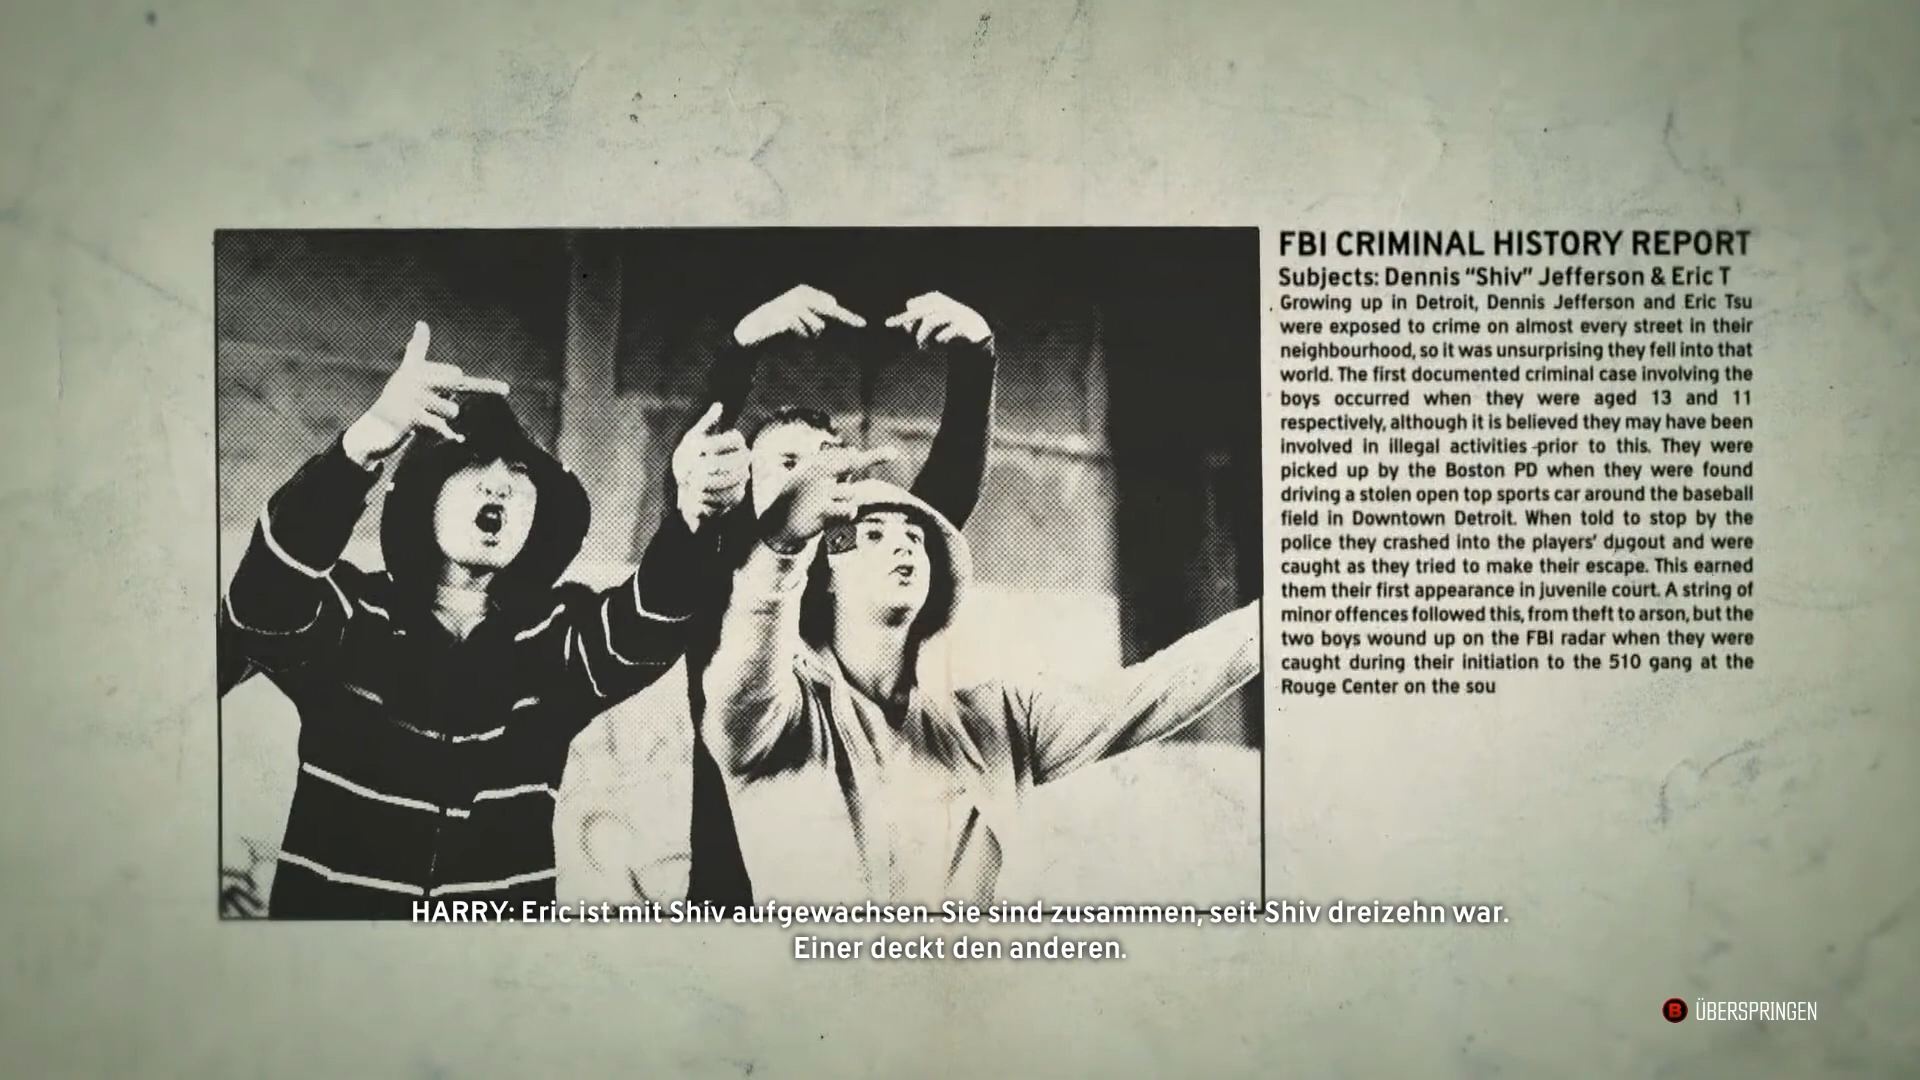 FBI CRIMINAL HISTORY REPORT
Subjects: Dennis “Shiv” Jefferson & Eric T
Growing up in Detroit, Dennis Jefferson and Eric Tsu
were exposed to crime on almost every street in their
neighbourhood, so it was unsurprising they fell into that
world. The first documented criminal case involving the
boys occurred when they were aged 13 and 11
respectively, although it is believed they may have been
involved in illegal activities prior to this. They were
picked up by the Boston PD when they were found
driving a stolen open top sports car around the baseball
field in Downtown Detroit. When told to stop by the
police they crashed into the players’ dugout and were
caught as they tried to make their escape. This earned
them their first appearance in juvenile court. A string of
minor offences followed this, from theft to arson, but the
two boys wound up on the FBI radar when they were
caught during their initiation to the 510 gang at the
Rouge Center on the sou
HARRY: Eric ist mit Shiv aufgewachsen. Sie sind zusammen, seit Shiv dreizehn war.
Einer deckt den anderen.
B ÜBERSPRINGEN